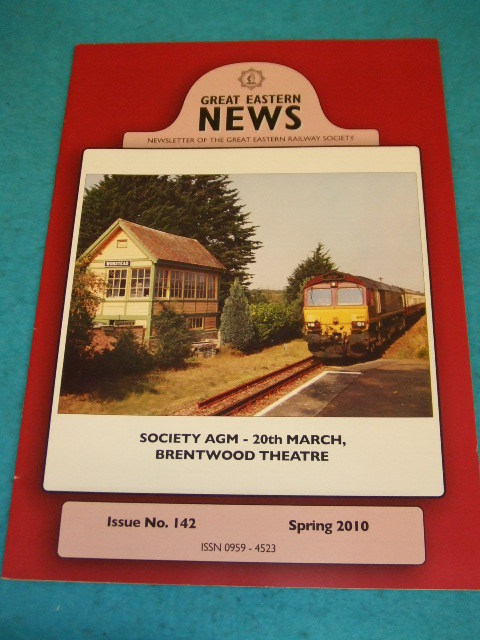 GREAT EASTERN
NEWS
NEWSLETTER OF THE GREAT EASTERN RAILWAY SOCIETY
WORSTEAD
SOCIETY AGM - 20th MARCH,
BRENTWOOD THEATRE
Issue No. 142 Spring 2010
ISSN 0959 - 4523